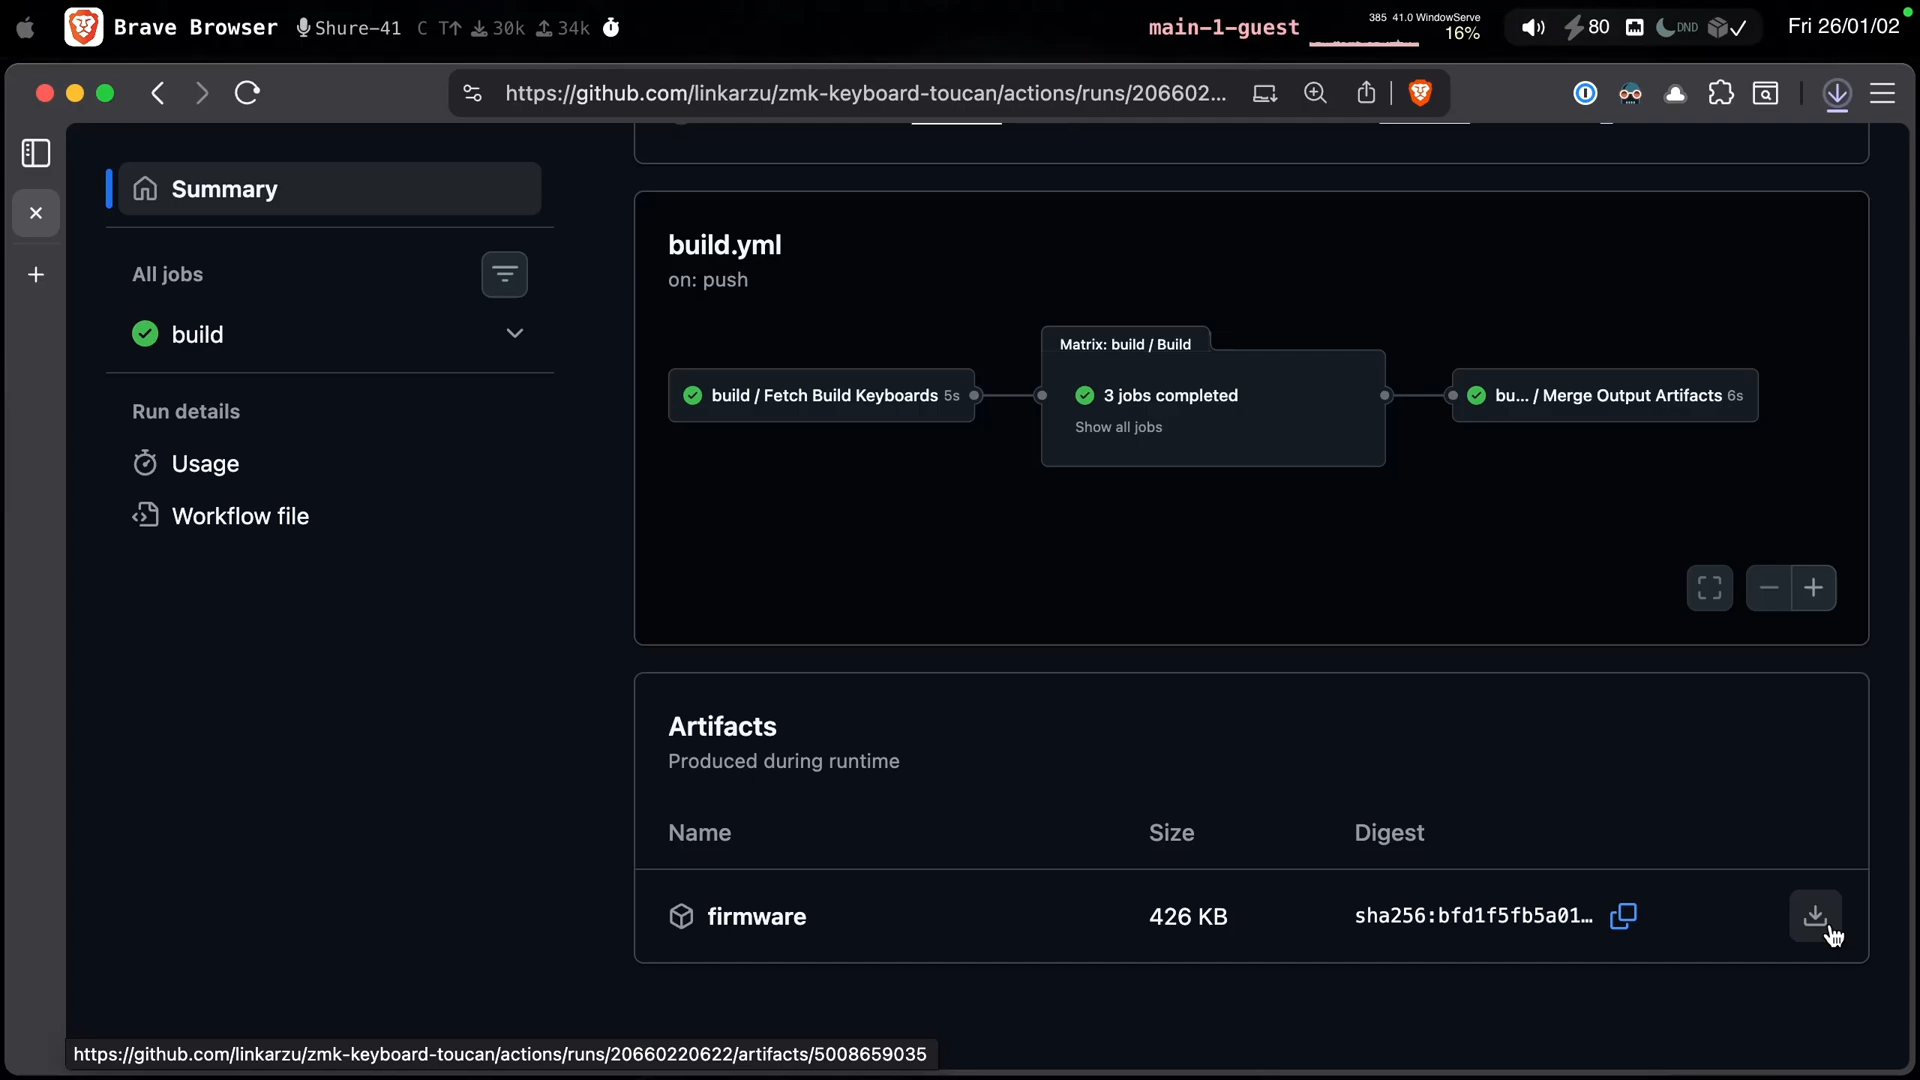 Brave Browser Shure-41 C T↑ 30k 34k
main-1-guest 385 41.0 WindowServe 16% 80 DND Fri 26/01/02
https://github.com/linkarzu/zmk-keyboard-toucan/actions/runs/206602...
Summary
All jobs
build
Run details
Usage
Workflow file
build.yml
on: push
Matrix: build / Build
build / Fetch Build Keyboards 5s
3 jobs completed
Show all jobs
bu... / Merge Output Artifacts 6s
Artifacts
Produced during runtime
Name Size Digest
firmware 426 KB sha256:bfd1f5fb5a01...
https://github.com/linkarzu/zmk-keyboard-toucan/actions/runs/20660220622/artifacts/5008659035